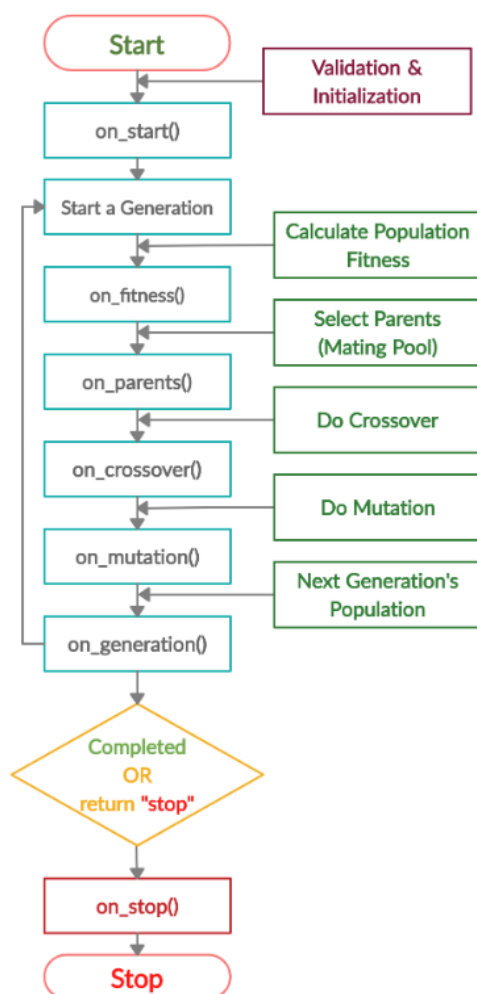 Start
Validation &
Initialization
on_start()
Start a Generation
Calculate Population
Fitness
on_fitness()
Select Parents
(Mating Pool)
on_parents()
Do Crossover
on_crossover()
Do Mutation
on_mutation()
Next Generation's
Population
on_generation()
Completed
OR
return "stop"
on_stop()
Stop